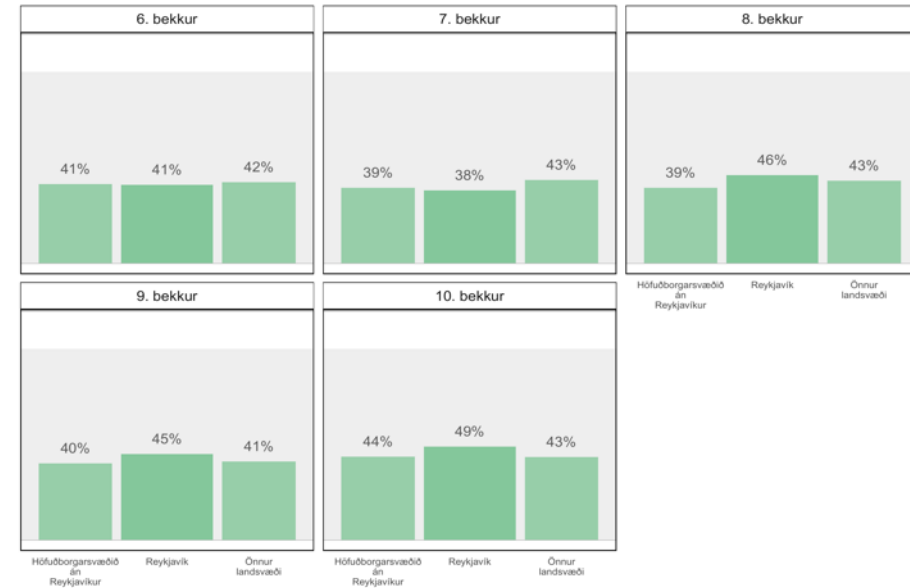 6. bekkur
7. bekkur
8. bekkur
41%
41%
42%
39%
38%
43%
39%
46%
43%
Höfuðborgarsvæðið
án
Reykjavíkur
Reykjavík
Önnur
landsvæði
9. bekkur
10. bekkur
40%
45%
41%
44%
49%
43%
Höfuðborgarsvæðið
án
Reykjavíkur
Reykjavík
Önnur
landsvæði
Höfuðborgarsvæðið
án
Reykjavíkur
Reykjavík
Önnur
landsvæði